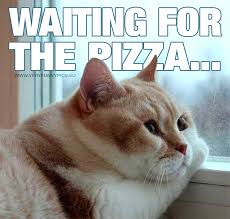 WAITING FOR
THE PIZZA...